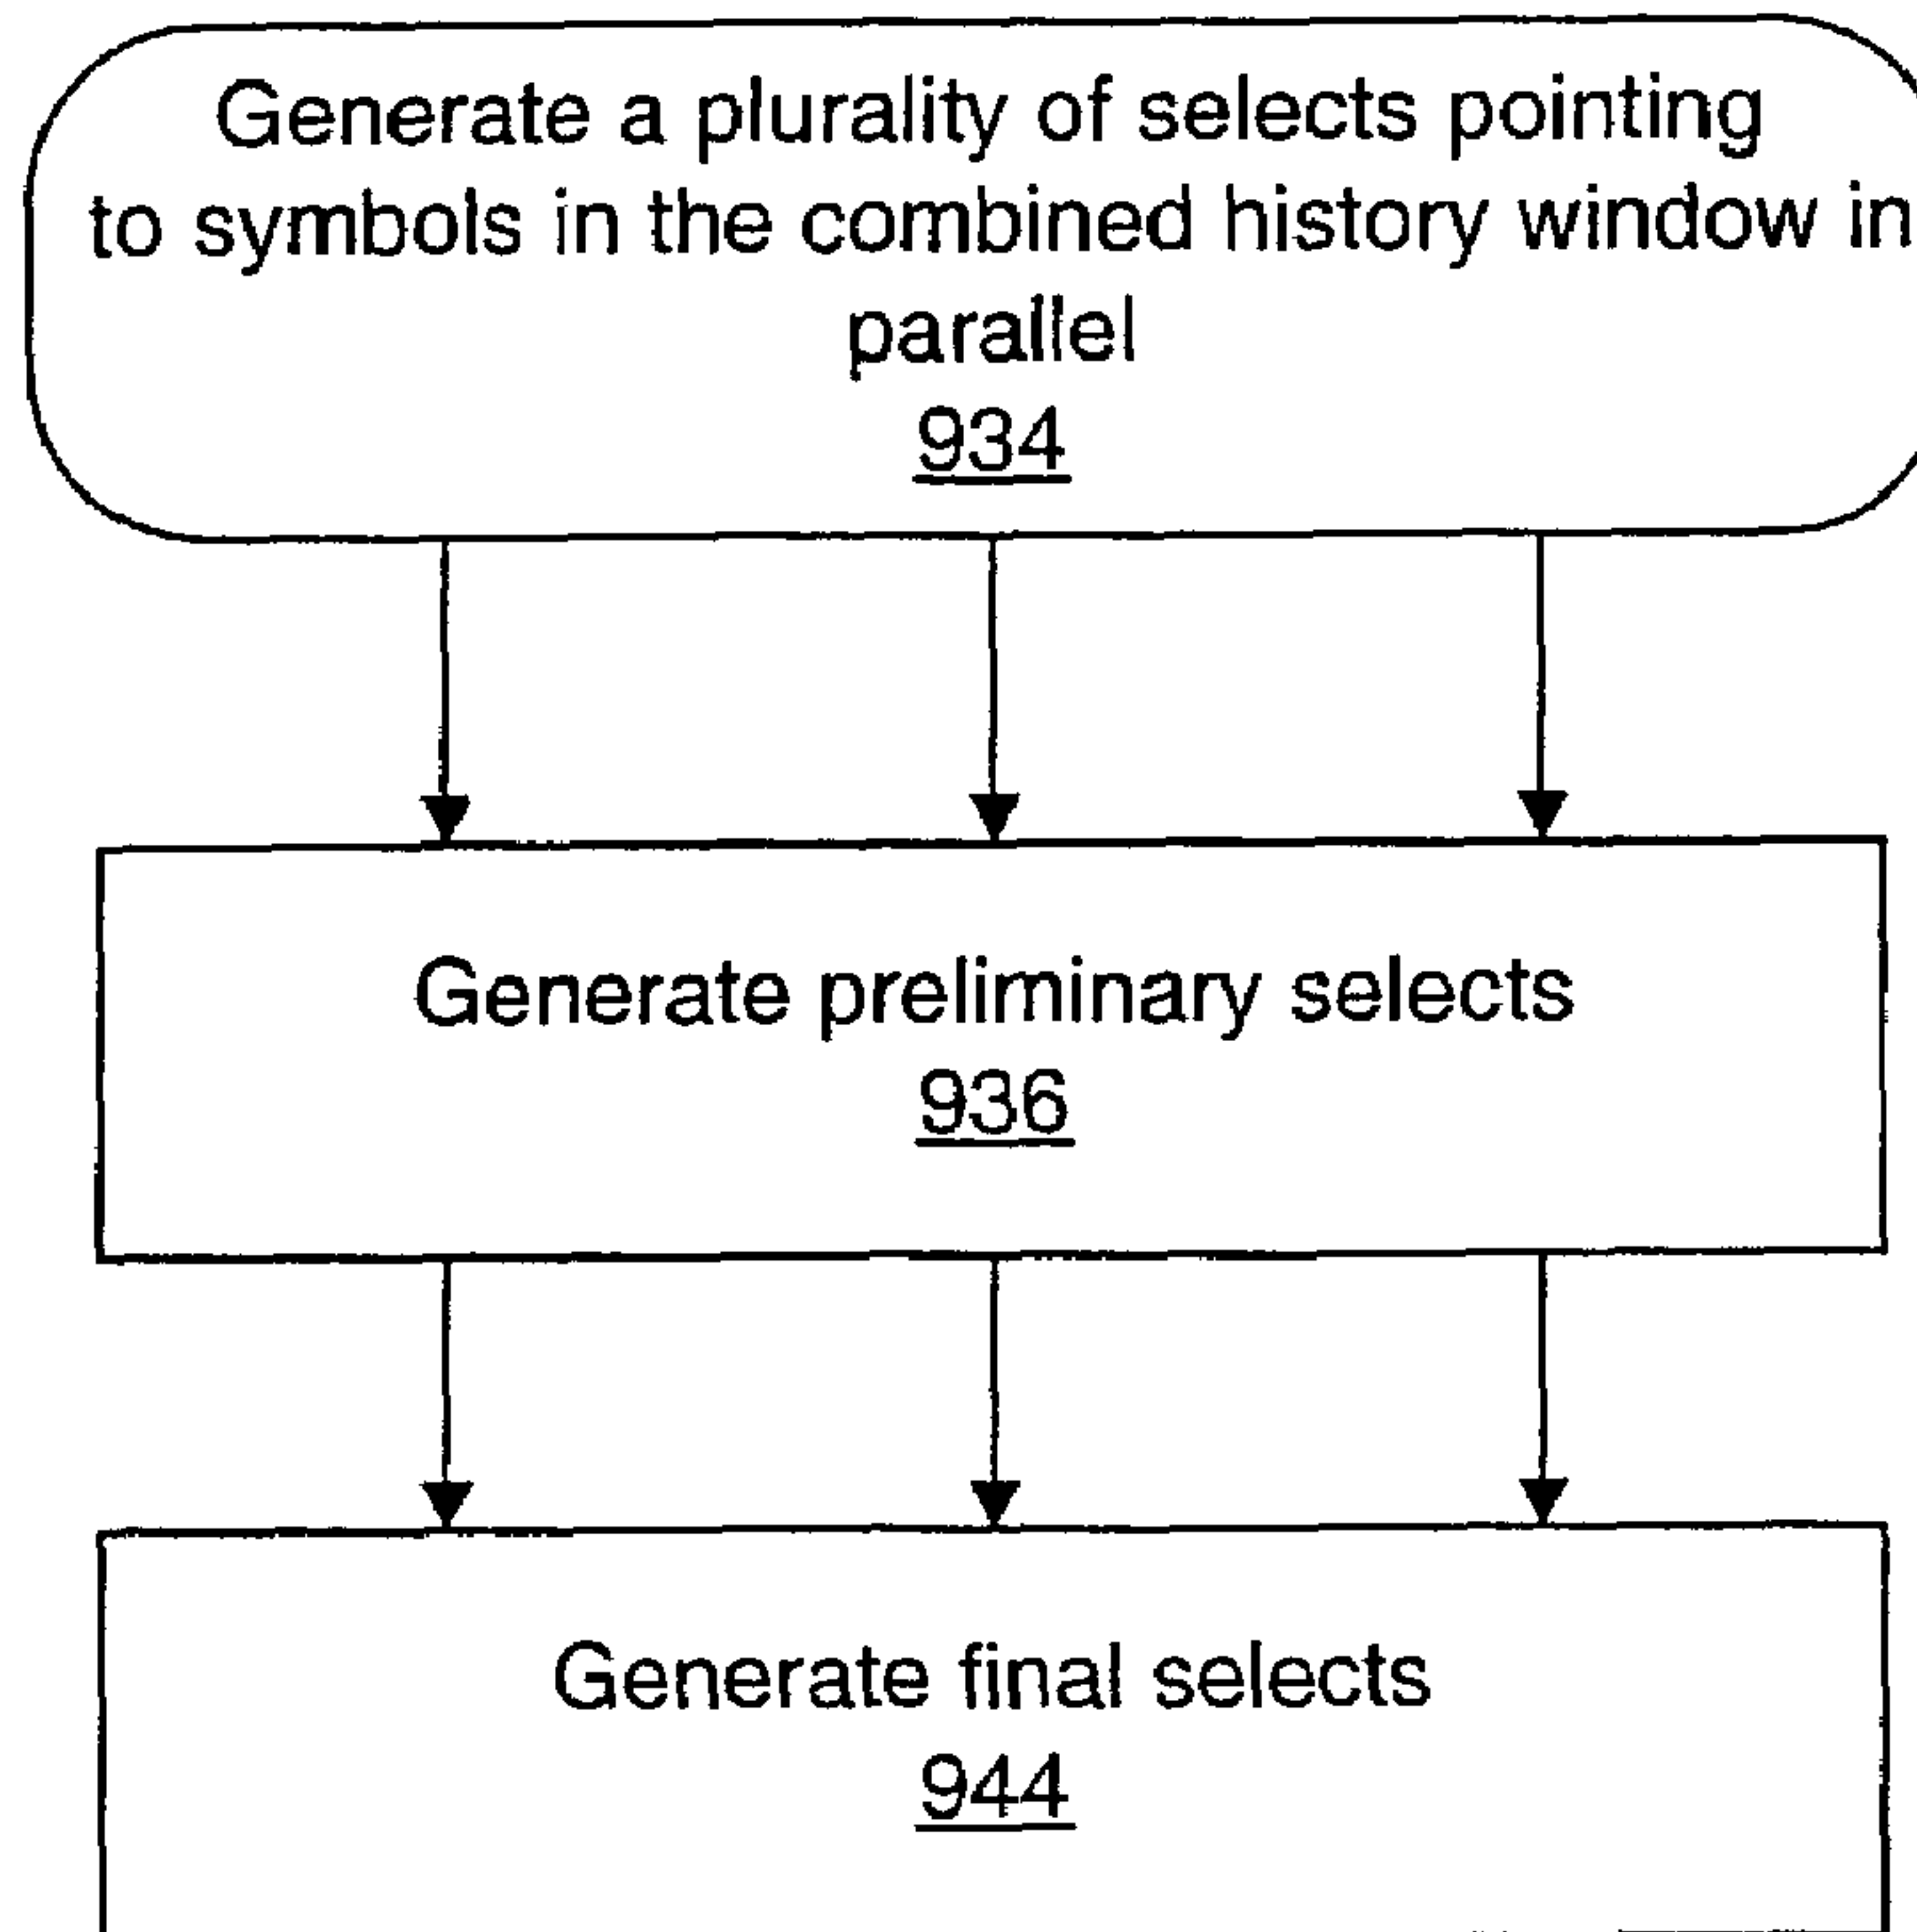 Generate a plurality of selects pointing
to symbols in the combined history window in
parallel
934
Generate preliminary selects
936
Generate final selects
944